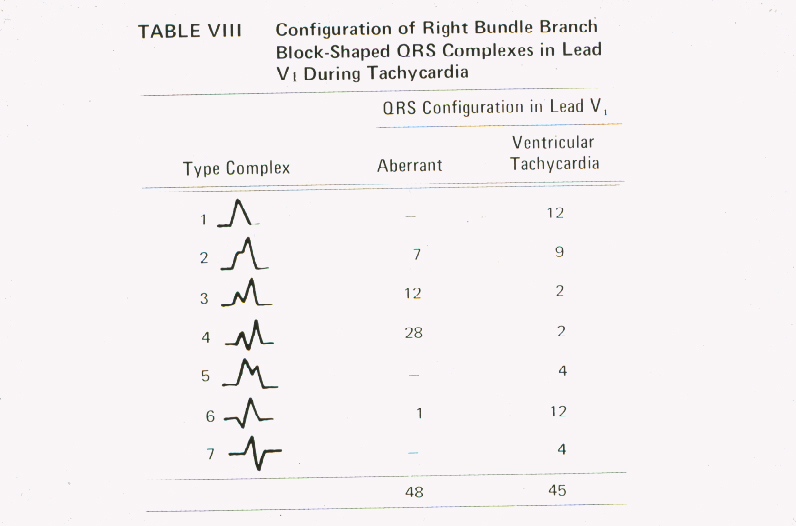 TABLE VIII Configuration of Right Bundle Branch
Block-Shaped QRS Complexes in Lead
V1 During Tachycardia
QRS Configuration in Lead V1
Type Complex Aberrant Ventricular Tachycardia
1 – 12
2 7 9
3 12 2
4 28 2
5 – 4
6 1 12
7 – 4
48 45